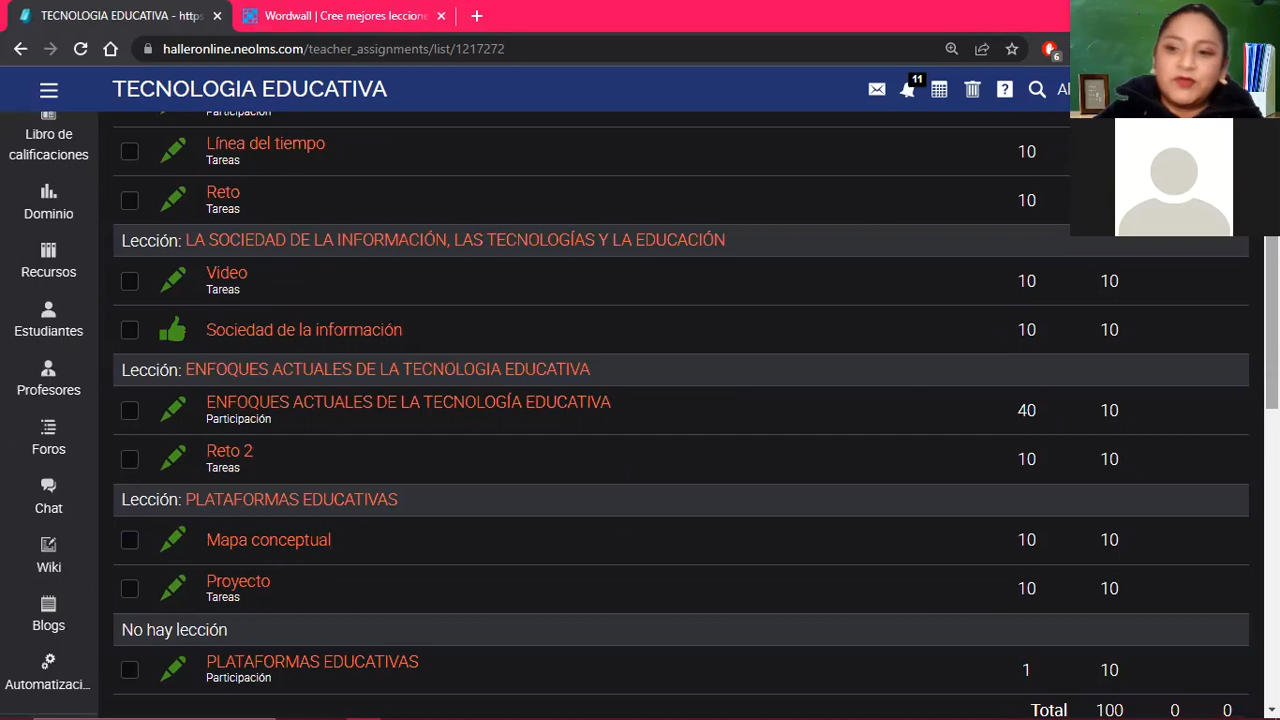 TECNOLOGIA EDUCATIVA - https
Wordwall | Cree mejores leccione
halleronline.neolms.com/teacher_assignments/list/1217272
6
TECNOLOGIA EDUCATIVA
11
Libro de
calificaciones
Dominio
Recursos
Estudiantes
Profesores
Foros
Chat
Wiki
Blogs
Automatizaci...
Participación
Línea del tiempo 10
Tareas
Reto 10
Tareas
Lección: LA SOCIEDAD DE LA INFORMACIÓN, LAS TECNOLOGÍAS Y LA EDUCACIÓN
Video 10 10
Tareas
Sociedad de la información 10 10
Lección: ENFOQUES ACTUALES DE LA TECNOLOGIA EDUCATIVA
ENFOQUES ACTUALES DE LA TECNOLOGÍA EDUCATIVA 40 10
Participación
Reto 2 10 10
Tareas
Lección: PLATAFORMAS EDUCATIVAS
Mapa conceptual 10 10
Proyecto 10 10
Tareas
No hay lección
PLATAFORMAS EDUCATIVAS 1 10
Participación
Total 100 0 0